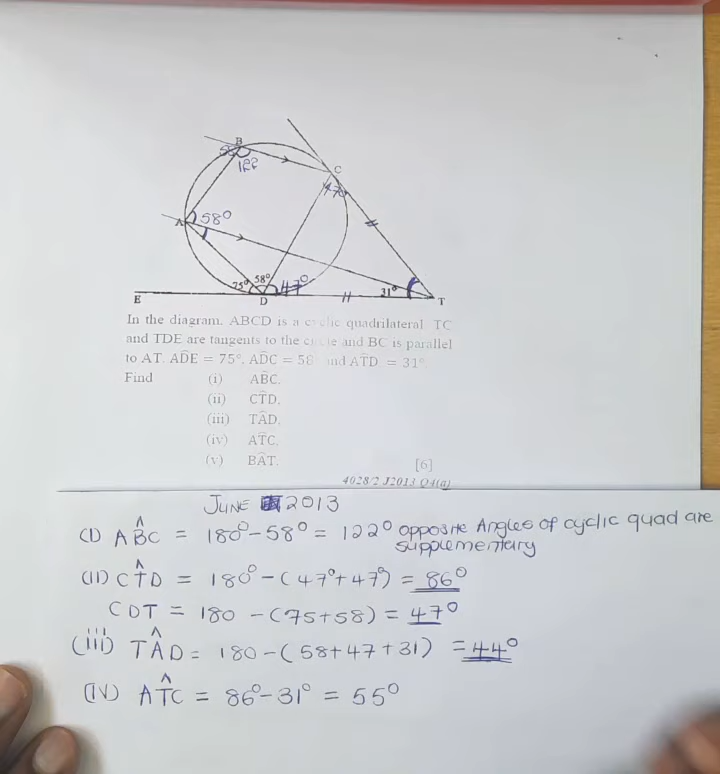 B
58
122
C
47
A
58°
75°
58°
47°
31°
E
D
T
In the diagram, ABCD is a cyclic quadrilateral TC
and TDE are tangents to the circle and BC is parallel
to AT. AD̂E = 75°, AD̂C = 58 and AT̂D = 31°
Find (i) AB̂C.
(ii) CT̂D.
(iii) TÂD.
(iv) AT̂C.
(v) BÂT. [6]
4028/2 J2013 Q4(a)
JUNE 2013
(I) AB̂C = 180° - 58° = 122° opposite Angles of cyclic quad are
supplementary
(II) CT̂D = 180° - (47° + 47°) = 86°
CDT = 180 - (75+58) = 47°
(iii) TÂD = 180 - (58+47+31) = 44°
(IV) AT̂C = 86° - 31° = 55°